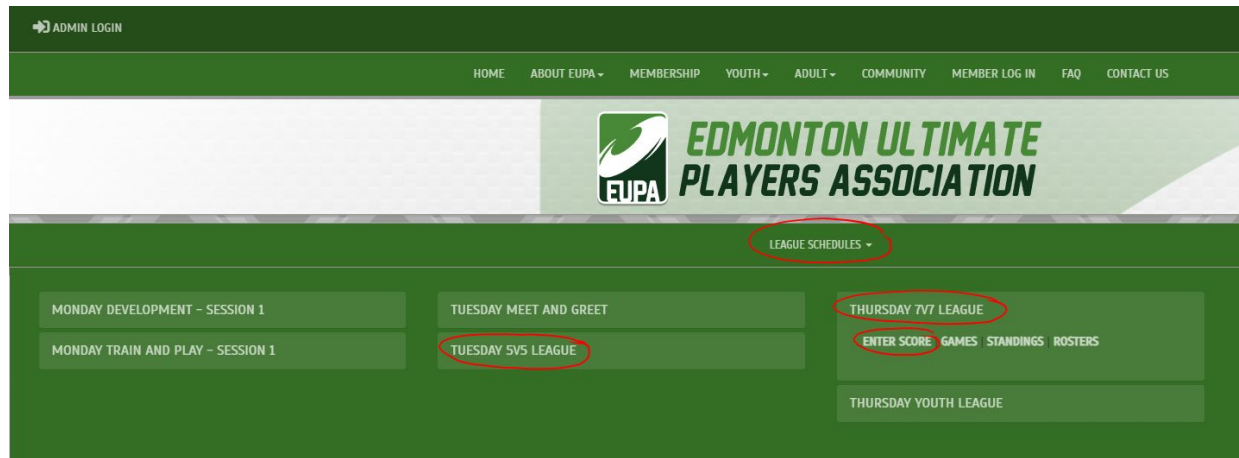 ADMIN LOGIN
HOME ABOUT EUPA MEMBERSHIP YOUTH ADULT COMMUNITY MEMBER LOG IN FAQ CONTACT US
EUPA
EDMONTON ULTIMATE
PLAYERS ASSOCIATION
LEAGUE SCHEDULES
MONDAY DEVELOPMENT - SESSION 1
MONDAY TRAIN AND PLAY - SESSION 1
TUESDAY MEET AND GREET
TUESDAY 5V5 LEAGUE
THURSDAY 7V7 LEAGUE
ENTER SCORE | GAMES | STANDINGS | ROSTERS
THURSDAY YOUTH LEAGUE